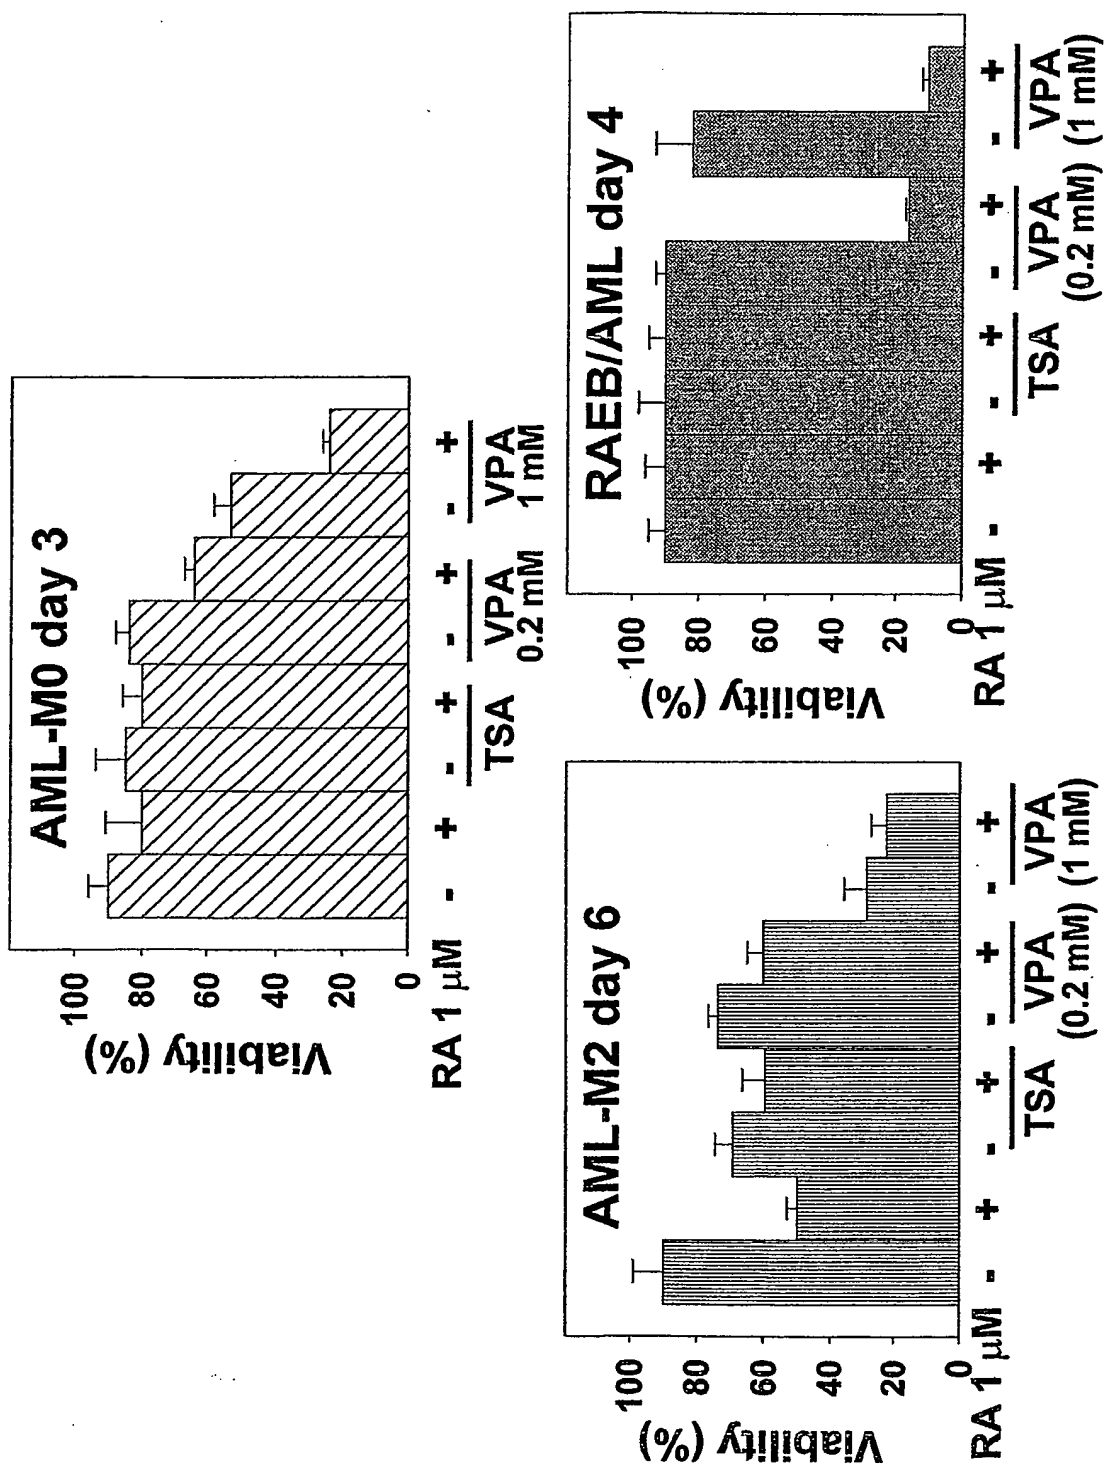 AML-M0 day 3
Viability (%)
100
80
60
40
20
0
RA 1 μM - + - + - + - +
TSA VPA VPA
0.2 mM 1 mM
AML-M2 day 6
Viability (%)
100
80
60
40
20
0
RA 1 μM - + - + - + - +
TSA VPA VPA
(0.2 mM) (1 mM)
RAEB/AML day 4
Viability (%)
100
80
60
40
20
0
RA 1 μM - + - + - + - +
TSA VPA VPA
(0.2 mM) (1 mM)